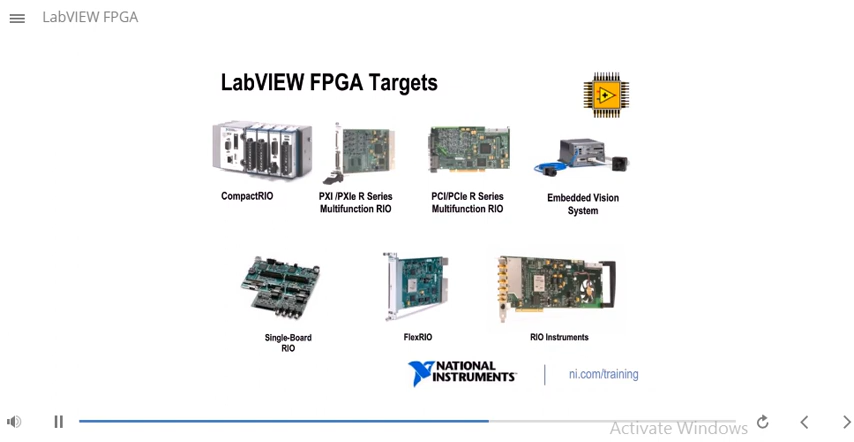 LabVIEW FPGA
LabVIEW FPGA Targets
CompactRIO
PXI /PXIe R Series
Multifunction RIO
PCI/PCIe R Series
Multifunction RIO
Embedded Vision
System
Single-Board
RIO
FlexRIO
RIO Instruments
NATIONAL
INSTRUMENTS
ni.com/training
Activate Windows